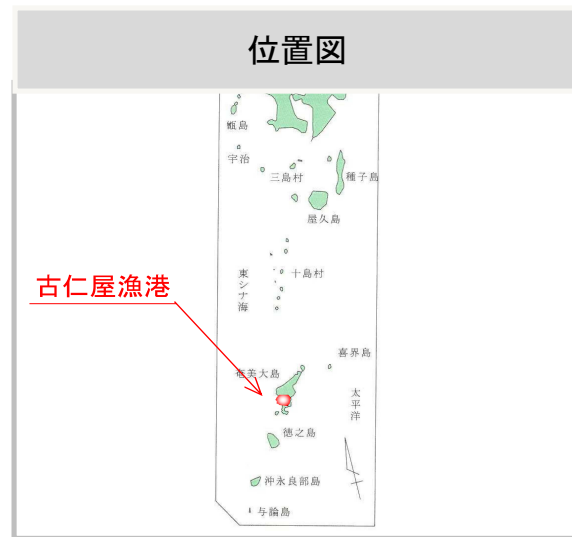 位置図
甑島
宇治
三島村
種子島
屋久島
東シナ海
十島村
古仁屋漁港
喜界島
奄美大島
太平洋
徳之島
沖永良部島
与論島